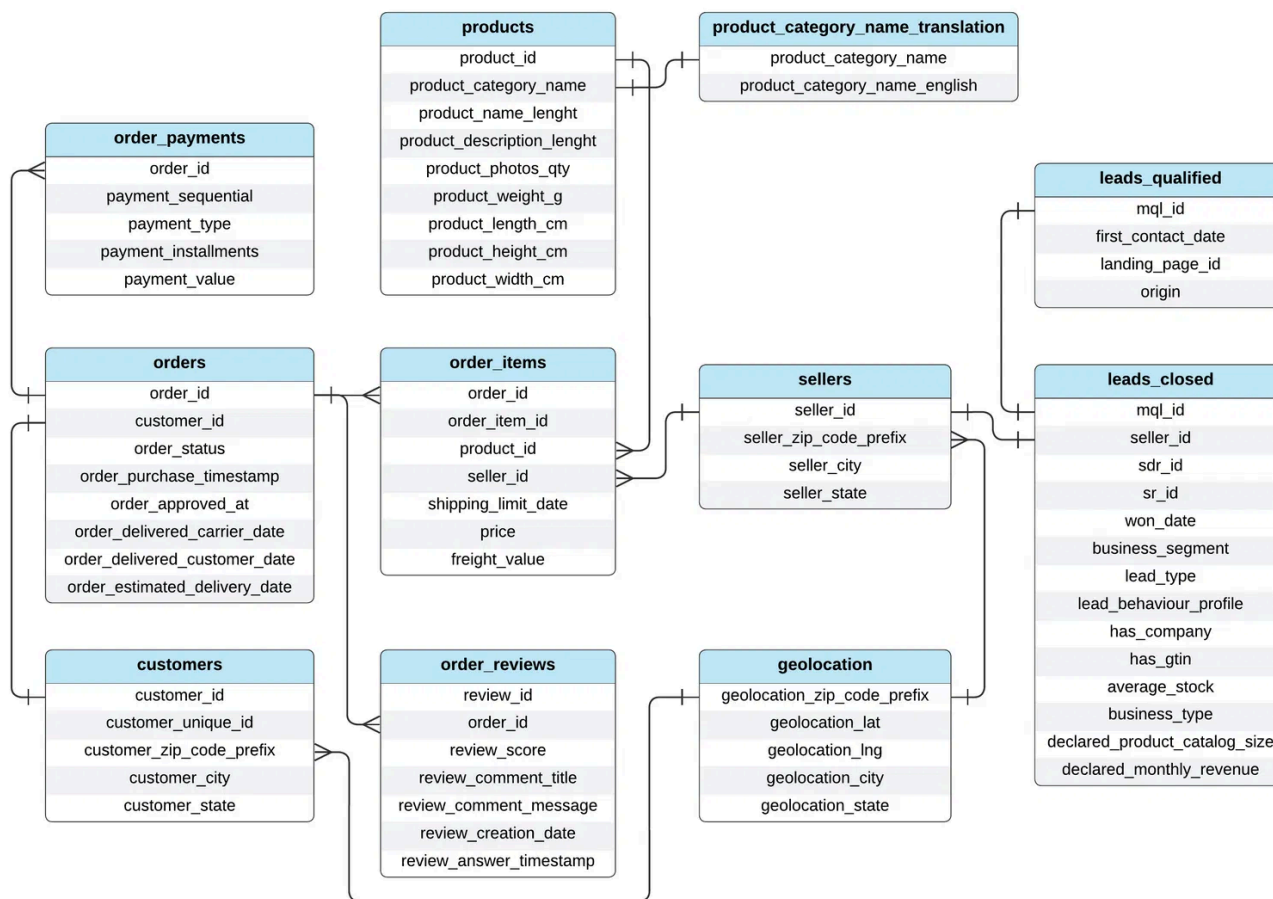 products
product_id
product_category_name
product_name_lenght
product_description_lenght
product_photos_qty
product_weight_g
product_length_cm
product_height_cm
product_width_cm
product_category_name_translation
product_category_name
product_category_name_english
order_payments
order_id
payment_sequential
payment_type
payment_installments
payment_value
leads_qualified
mql_id
first_contact_date
landing_page_id
origin
orders
order_id
customer_id
order_status
order_purchase_timestamp
order_approved_at
order_delivered_carrier_date
order_delivered_customer_date
order_estimated_delivery_date
order_items
order_id
order_item_id
product_id
seller_id
shipping_limit_date
price
freight_value
sellers
seller_id
seller_zip_code_prefix
seller_city
seller_state
leads_closed
mql_id
seller_id
sdr_id
sr_id
won_date
business_segment
lead_type
lead_behaviour_profile
has_company
has_gtin
average_stock
business_type
declared_product_catalog_size
declared_monthly_revenue
customers
customer_id
customer_unique_id
customer_zip_code_prefix
customer_city
customer_state
order_reviews
review_id
order_id
review_score
review_comment_title
review_comment_message
review_creation_date
review_answer_timestamp
geolocation
geolocation_zip_code_prefix
geolocation_lat
geolocation_lng
geolocation_city
geolocation_state